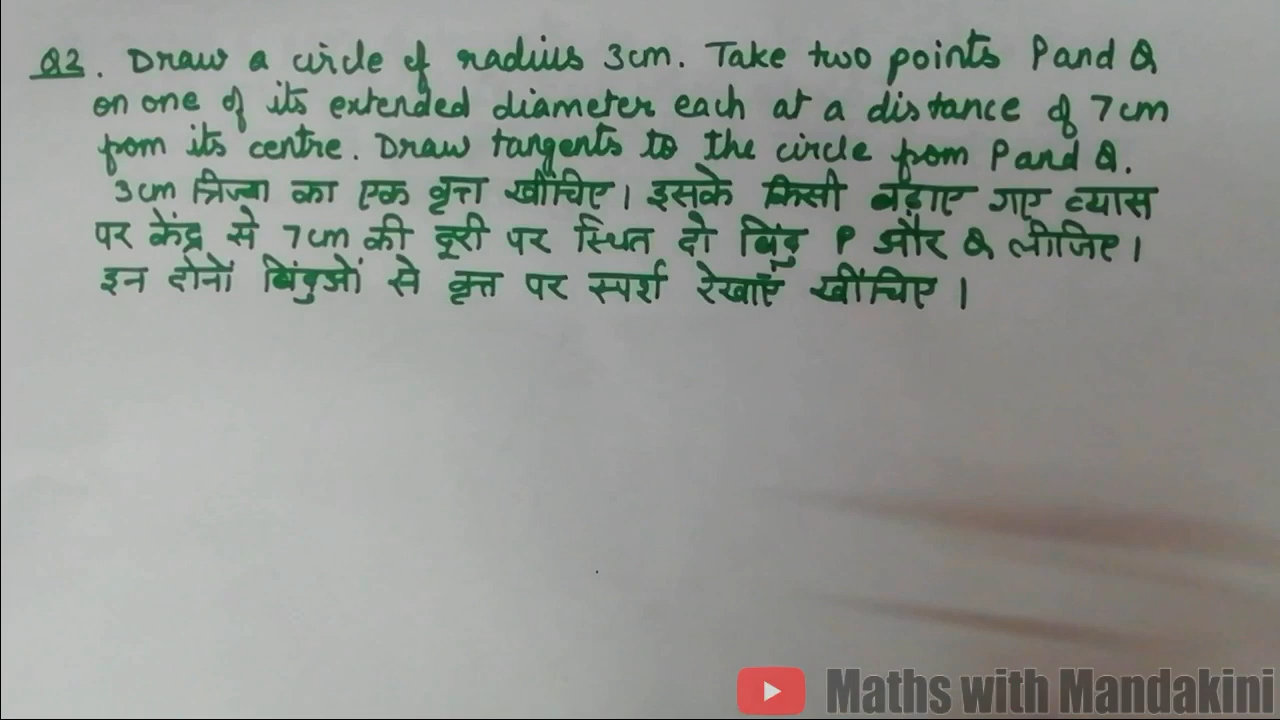 Q2. Draw a circle of radius 3cm. Take two points P and Q
on one of its extended diameter each at a distance of 7cm
from its centre. Draw tangents to the circle from P and Q.
3cm त्रिज्या का एक वृत्त खींचिए। इसके किसी बढ़ाए गए व्यास
पर केंद्र से 7cm की दूरी पर स्थित दो बिंदु P और Q लीजिए।
इन दोनों बिंदुओं से वृत्त पर स्पर्श रेखाएँ खींचिए।
Maths with Mandakini